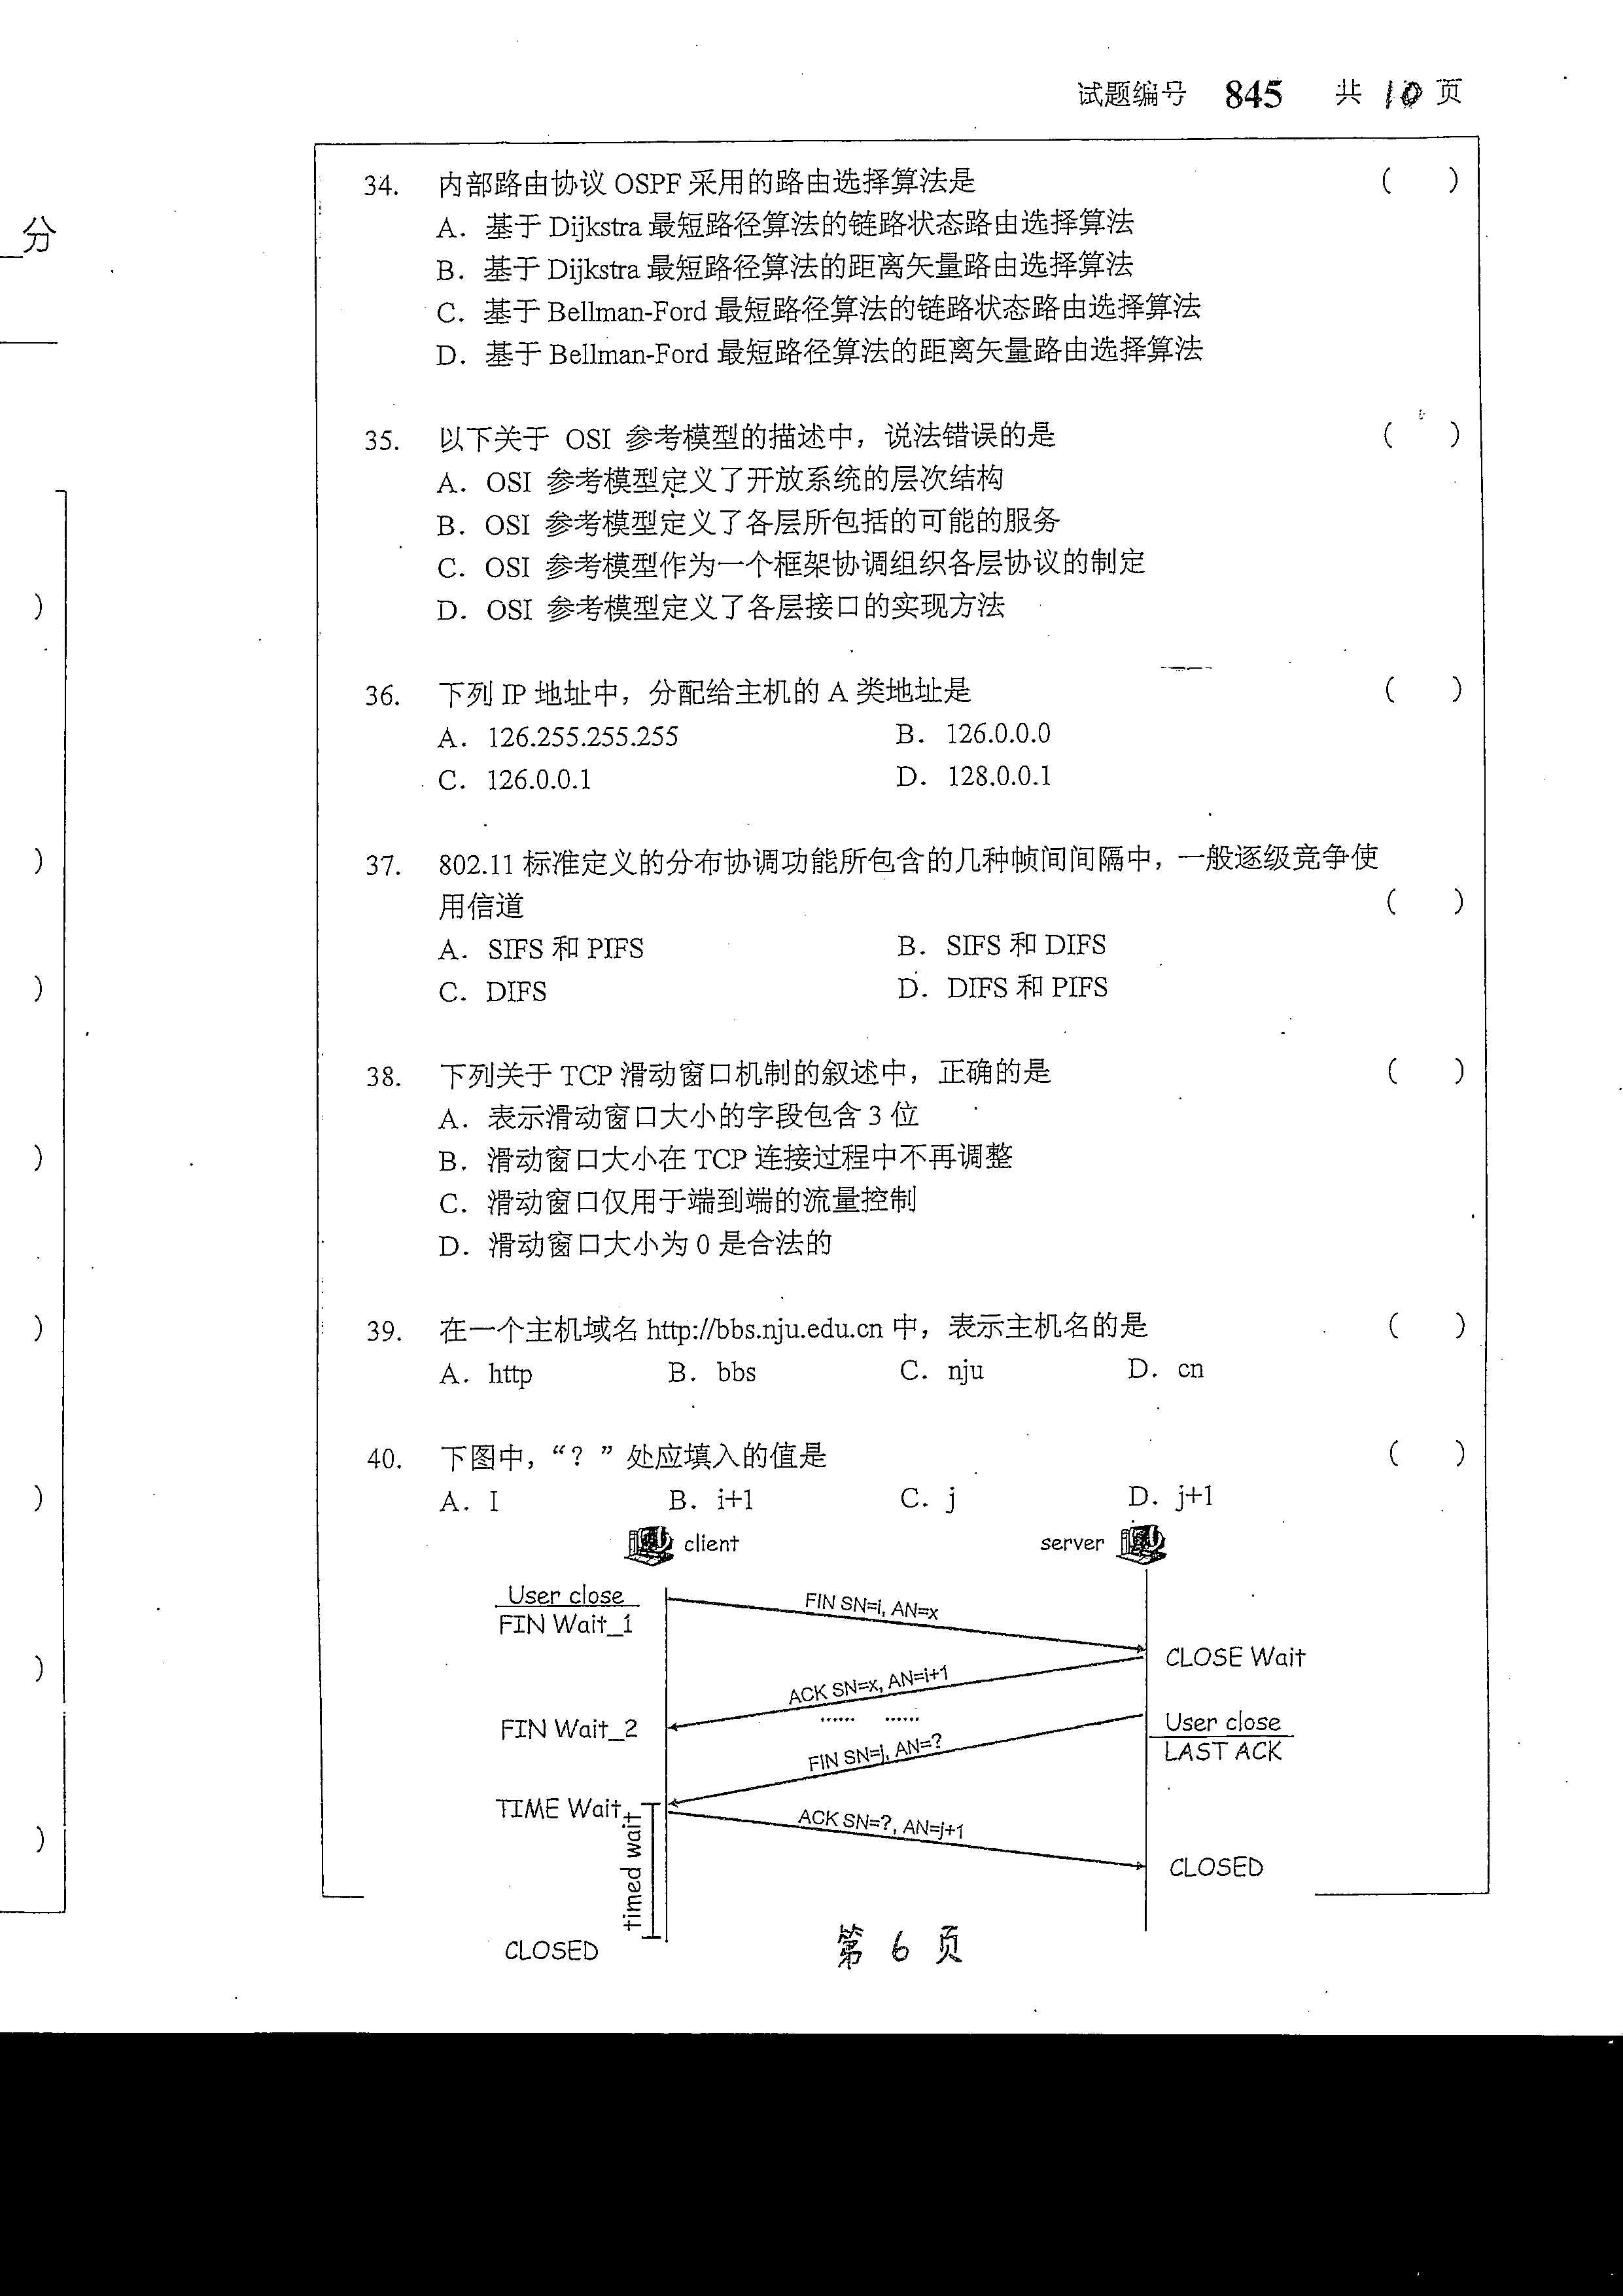 试题编号 845 共 10 页
分
34. 内部路由协议 OSPF 采用的路由选择算法是 ( )
A. 基于 Dijkstra 最短路径算法的链路状态路由选择算法
B. 基于 Dijkstra 最短路径算法的距离矢量路由选择算法
C. 基于 Bellman-Ford 最短路径算法的链路状态路由选择算法
D. 基于 Bellman-Ford 最短路径算法的距离矢量路由选择算法
35. 以下关于 OSI 参考模型的描述中，说法错误的是 ( )
A. OSI 参考模型定义了开放系统的层次结构
B. OSI 参考模型定义了各层所包括的可能的服务
C. OSI 参考模型作为一个框架协调组织各层协议的制定
D. OSI 参考模型定义了各层接口的实现方法
36. 下列 IP 地址中，分配给主机的 A 类地址是 ( )
A. 126.255.255.255 B. 126.0.0.0
C. 126.0.0.1 D. 128.0.0.1
37. 802.11 标准定义的分布协调功能所包含的几种帧间间隔中，一般逐级竞争使
用信道 ( )
A. SIFS 和 PIFS B. SIFS 和 DIFS
C. DIFS D. DIFS 和 PIFS
38. 下列关于 TCP 滑动窗口机制的叙述中，正确的是 ( )
A. 表示滑动窗口大小的字段包含 3 位
B. 滑动窗口大小在 TCP 连接过程中不再调整
C. 滑动窗口仅用于端到端的流量控制
D. 滑动窗口大小为 0 是合法的
39. 在一个主机域名 http://bbs.nju.edu.cn 中，表示主机名的是 ( )
A. http B. bbs C. nju D. cn
40. 下图中，“？”处应填入的值是 ( )
A. I B. i+1 C. j D. j+1
client server
User close
FIN Wait_1
FIN SN=i, AN=x
CLOSE Wait
ACK SN=x, AN=i+1
...... ......
FIN Wait_2
User close
LAST ACK
FIN SN=j, AN=?
TIME Wait
ACK SN=?, AN=j+1
timed wait
CLOSED
CLOSED
第 6 页